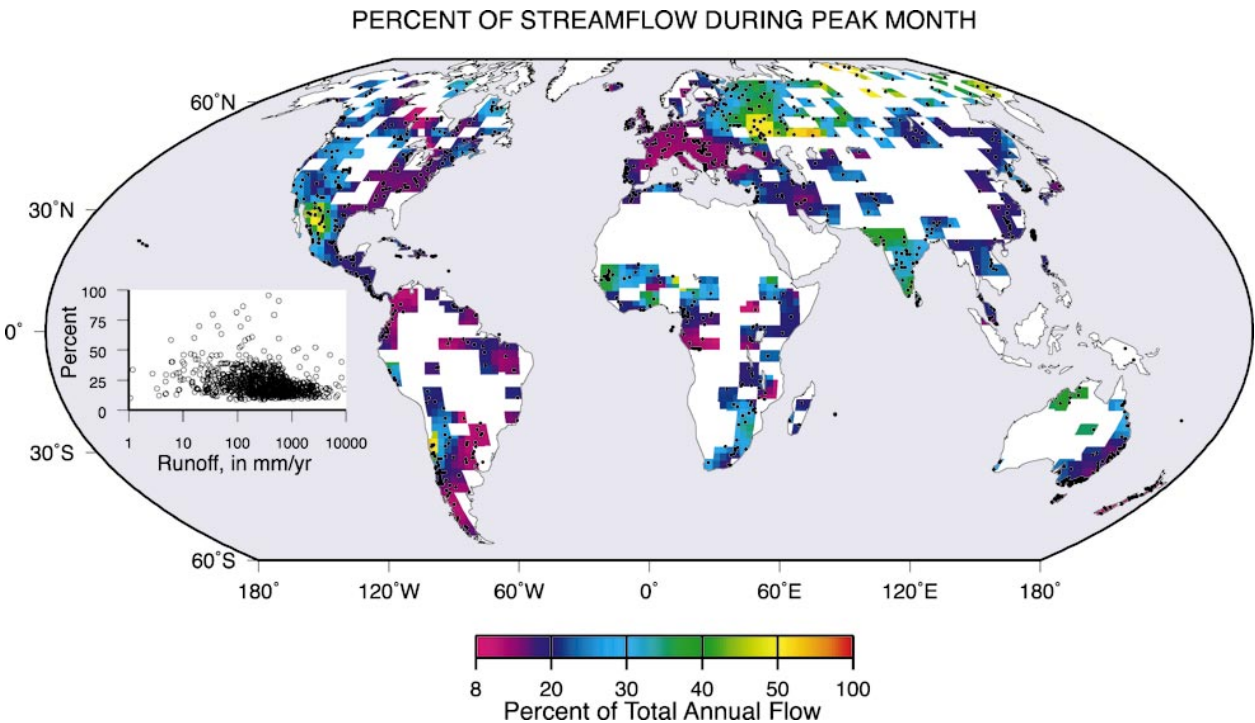 PERCENT OF STREAMFLOW DURING PEAK MONTH
60˚N
30˚N
0˚
30˚S
60˚S
180˚ 120˚W 60˚W 0˚ 60˚E 120˚E 180˚
Percent
100
75
50
25
0
1 10 100 1000 10000
Runoff, in mm/yr
8 20 30 40 50 100
Percent of Total Annual Flow